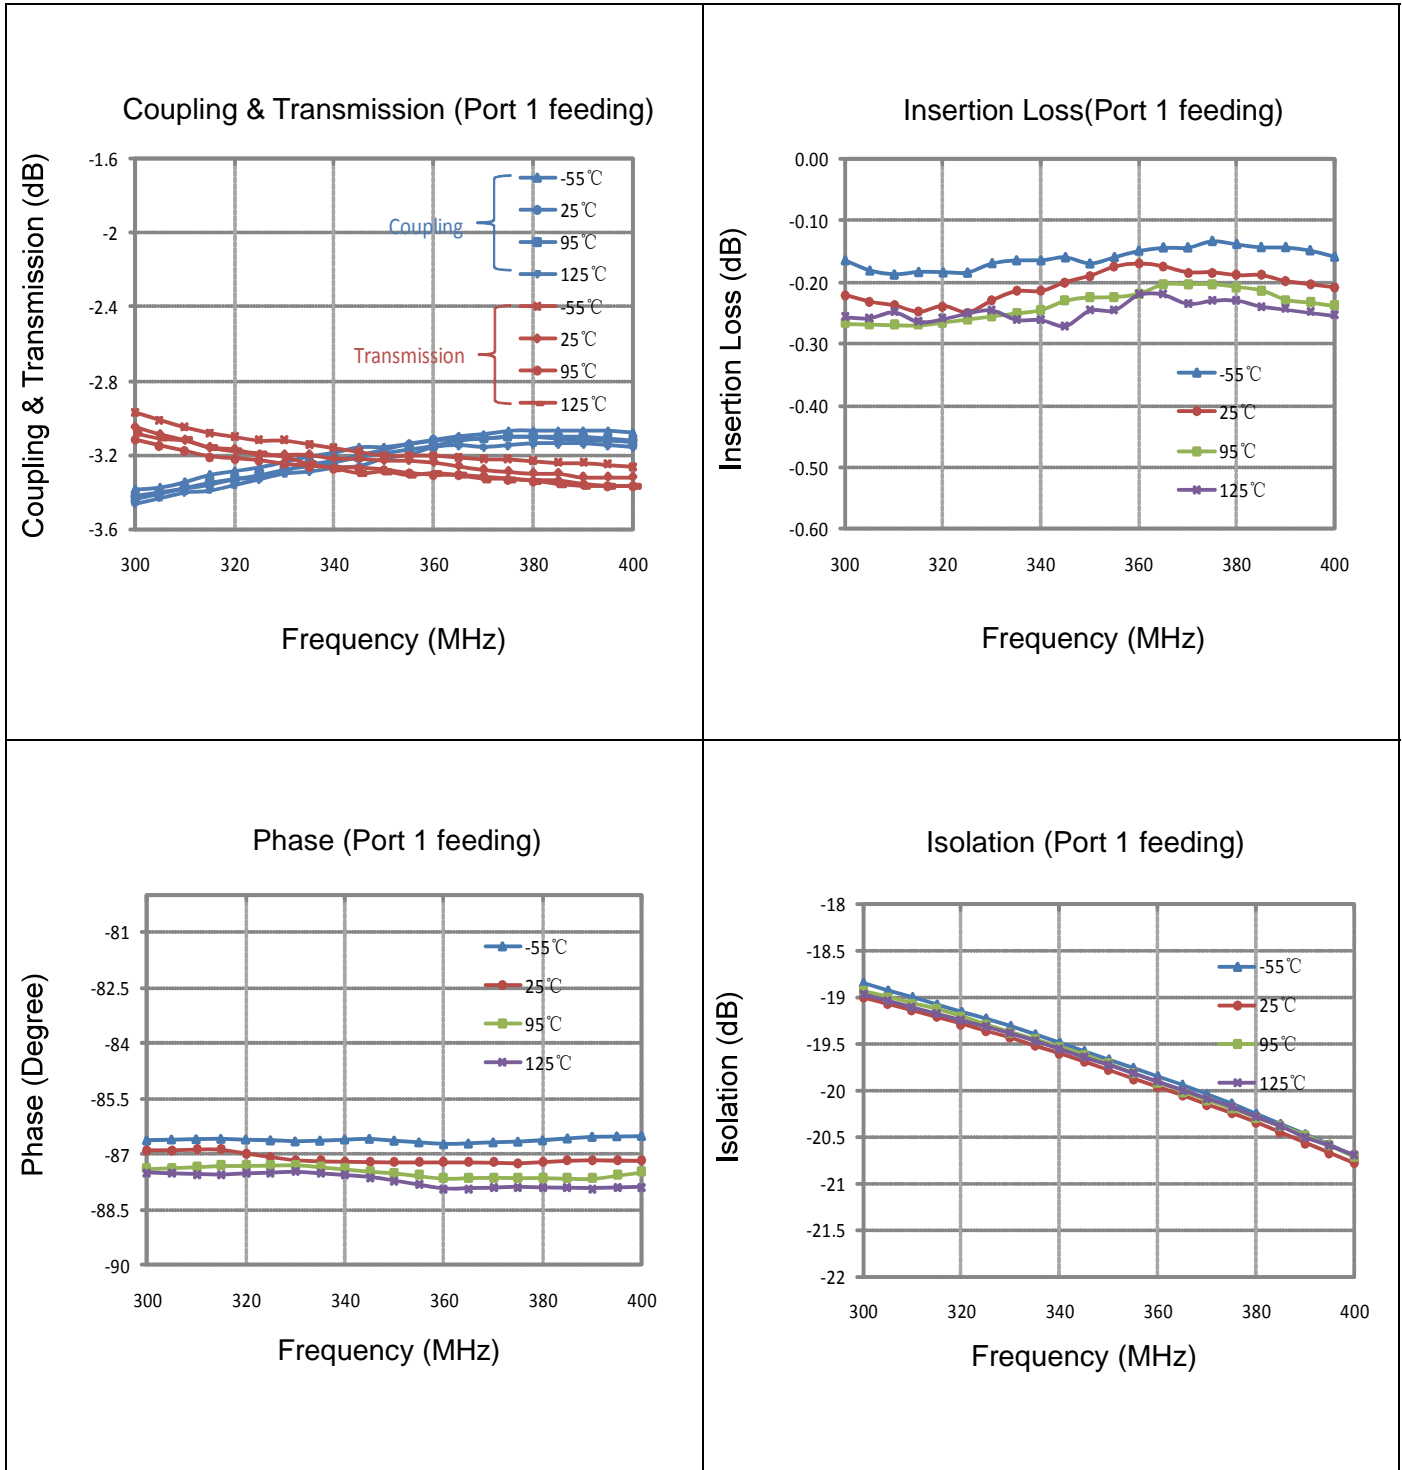 Coupling & Transmission (Port 1 feeding)
Coupling & Transmission (dB)
-1.6
-2
-2.4
-2.8
-3.2
-3.6
Coupling
-55℃
25℃
95℃
125℃
Transmission
-55℃
25℃
95℃
125℃
300 320 340 360 380 400
Frequency (MHz)
Insertion Loss(Port 1 feeding)
Insertion Loss (dB)
0.00
-0.10
-0.20
-0.30
-0.40
-0.50
-0.60
-55℃
25℃
95℃
125℃
300 320 340 360 380 400
Frequency (MHz)
Phase (Port 1 feeding)
Phase (Degree)
-81
-82.5
-84
-85.5
-87
-88.5
-90
-55℃
25℃
95℃
125℃
300 320 340 360 380 400
Frequency (MHz)
Isolation (Port 1 feeding)
Isolation (dB)
-18
-18.5
-19
-19.5
-20
-20.5
-21
-21.5
-22
-55℃
25℃
95℃
125℃
300 320 340 360 380 400
Frequency (MHz)